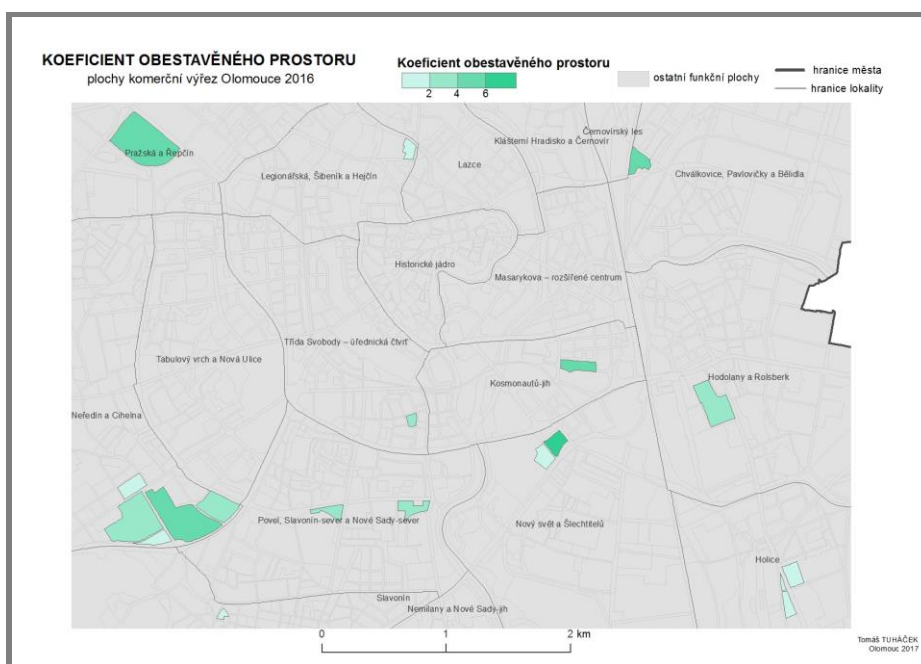 KOEFICIENT OBESTAVĚNÉHO PROSTORU
plochy komerční výřez Olomouce 2016
Koeficient obestavěného prostoru
2 4 6
ostatní funkční plochy
hranice města
hranice lokality
Pražská a Řepčín
Legionářská, Šibeník a Hejčín
Lazce
Klášterní Hradisko a Černovír
Černovírský les
Chválkovice, Pavlovičky a Bělidla
Historické jádro
Masarykova – rozšířené centrum
Třída Svobody – úřednická čtvrť
Tabulový vrch a Nová Ulice
Kosmonautů-jih
Hodolany a Rolsberk
Neředín a Cihelna
Povel, Slavonín-sever a Nové Sady-sever
Nový svět a Šlechtitelů
Holice
Slavonín
Nemilany a Nové Sady-jih
0 1 2 km
Tomáš TUHÁČEK
Olomouc 2017